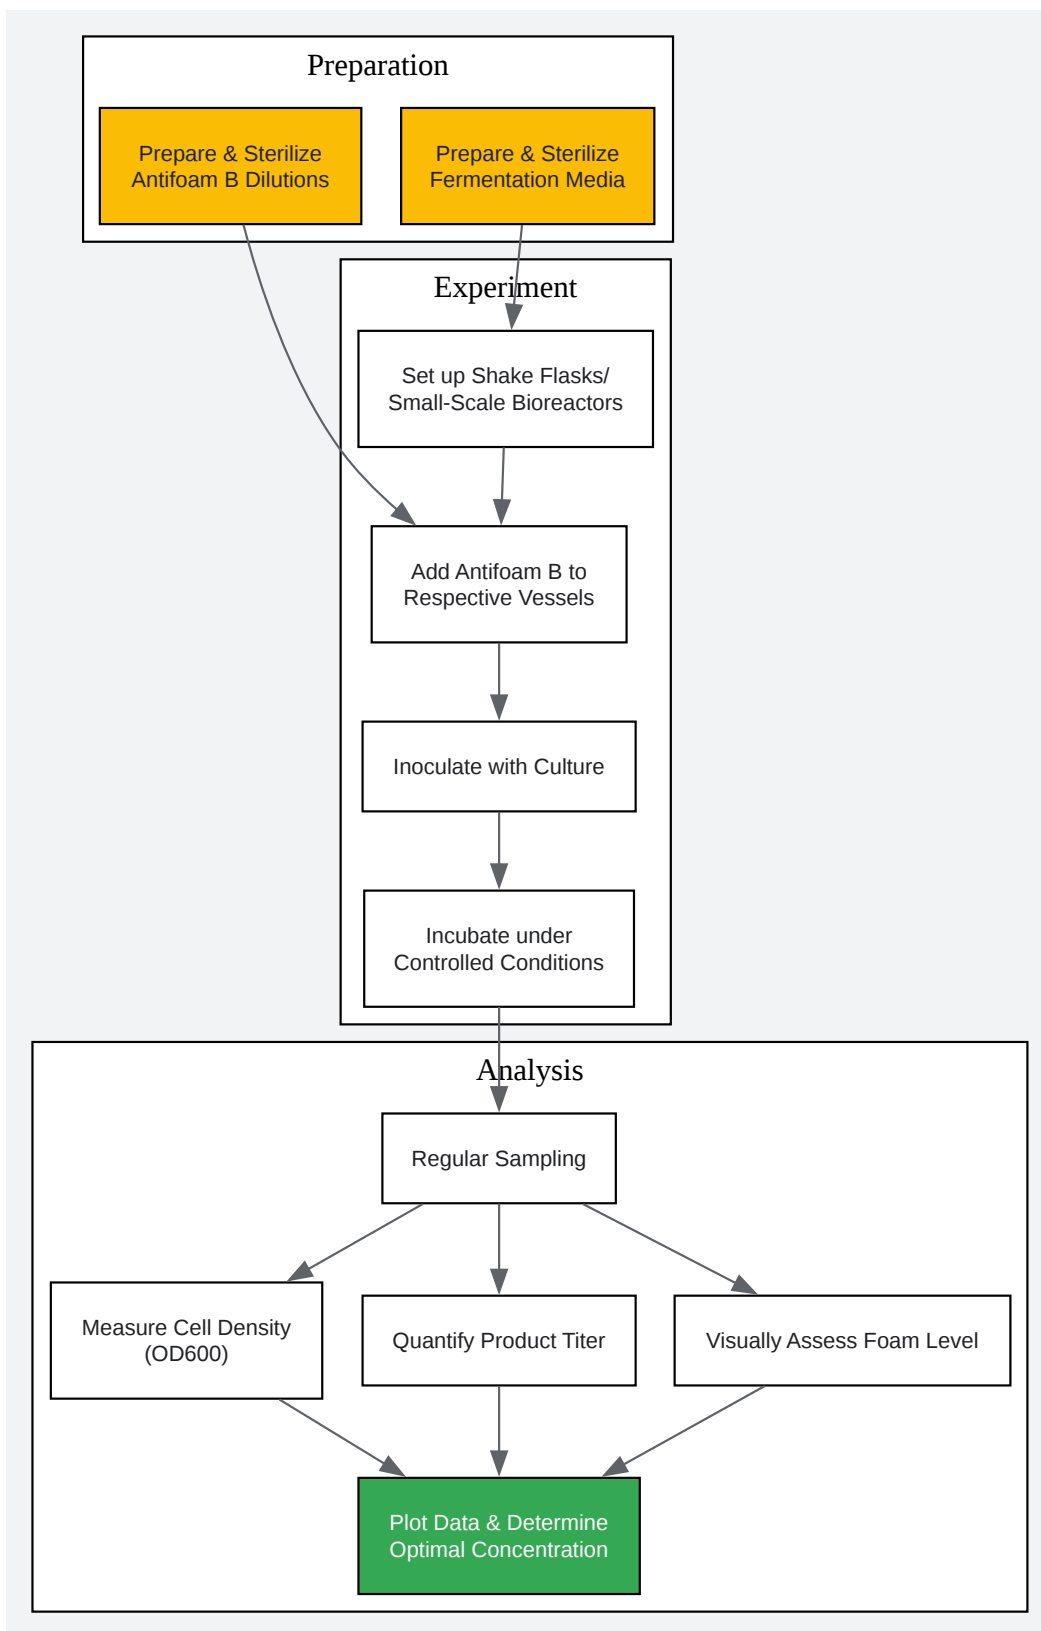 Preparation
Prepare & Sterilize
Antifoam B Dilutions
Prepare & Sterilize
Fermentation Media
Experiment
Set up Shake Flasks/
Small-Scale Bioreactors
Add Antifoam B to
Respective Vessels
Inoculate with Culture
Incubate under
Controlled Conditions
Analysis
Regular Sampling
Measure Cell Density
(OD600)
Quantify Product Titer
Visually Assess Foam Level
Plot Data & Determine
Optimal Concentration